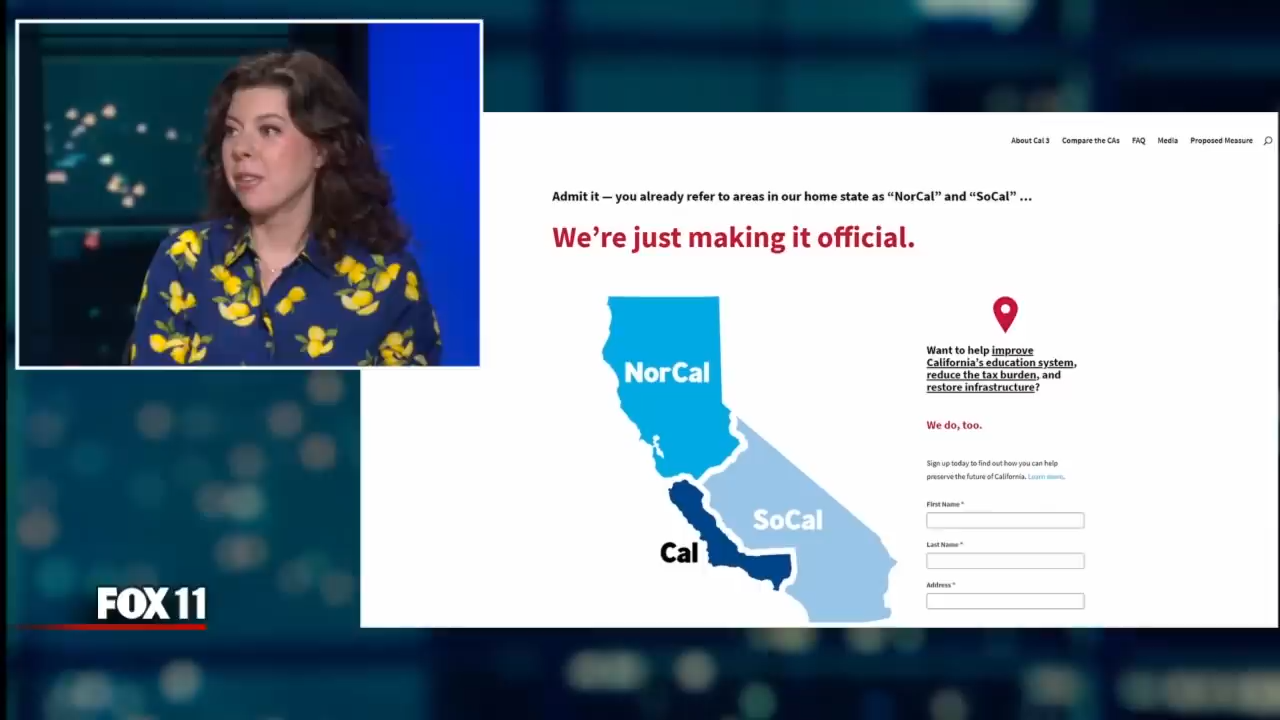 About Cal 3 Compare the CAs FAQ Media Proposed Measure
Admit it — you already refer to areas in our home state as “NorCal” and “SoCal” ...
We’re just making it official.
NorCal
SoCal
Cal
Want to help improve
California’s education system,
reduce the tax burden, and
restore infrastructure?
We do, too.
Sign up today to find out how you can help
preserve the future of California. Learn more.
First Name *
Last Name *
Address *
FOX 11